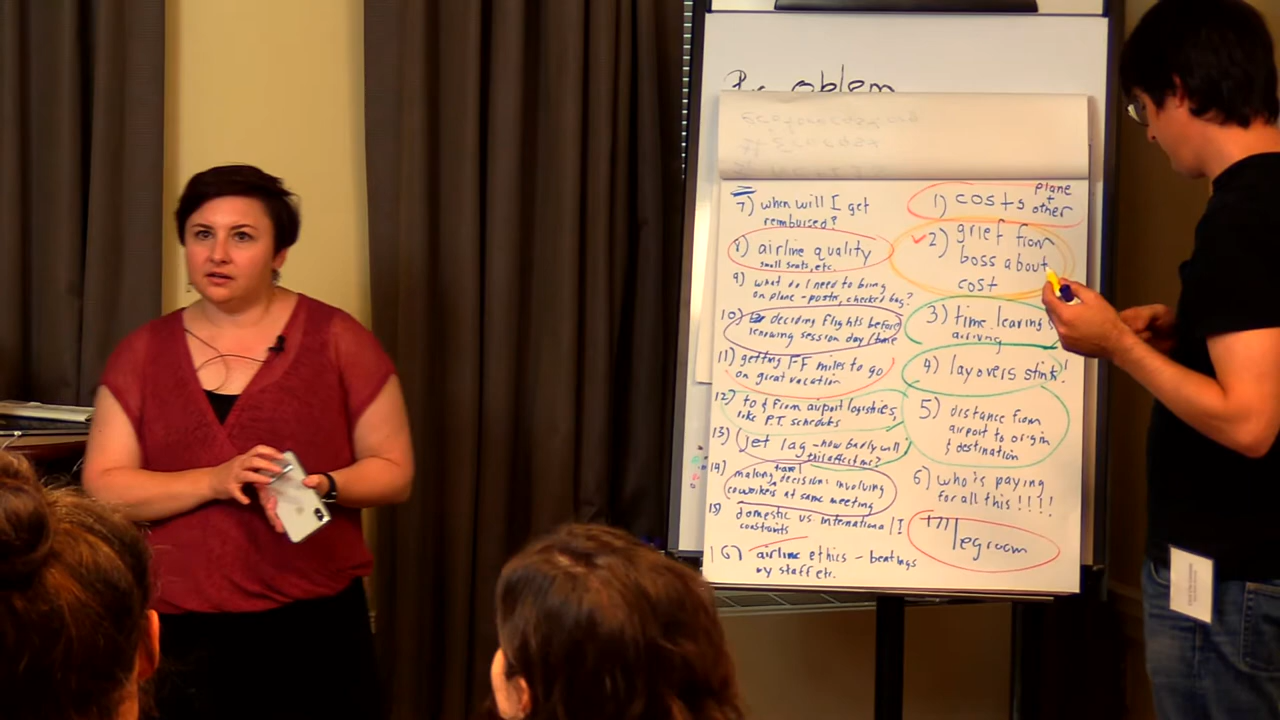 Problem
7) when will I get
reimbursed?
8) airline quality
small seats, etc.
9) what do I need to bring
on plane - poster, checked bag?
10) deciding flights before
knowing session day / time
11) getting FF miles to go
on great vacation
12) to & from airport logistics,
like P.T. schedules
13) jet lag - how badly will
this affect me?
14) making travel decisions involving
coworkers at same meeting
15) domestic vs. international
constraints
16) airline ethics - beatings
by staff etc.
1) costs plane
+
other
2) grief from
boss about
cost
3) time leaving
arriving
4) layovers stink!
5) distance from
airport to origin
& destination
6) who is paying
for all this !!!!
17) legroom